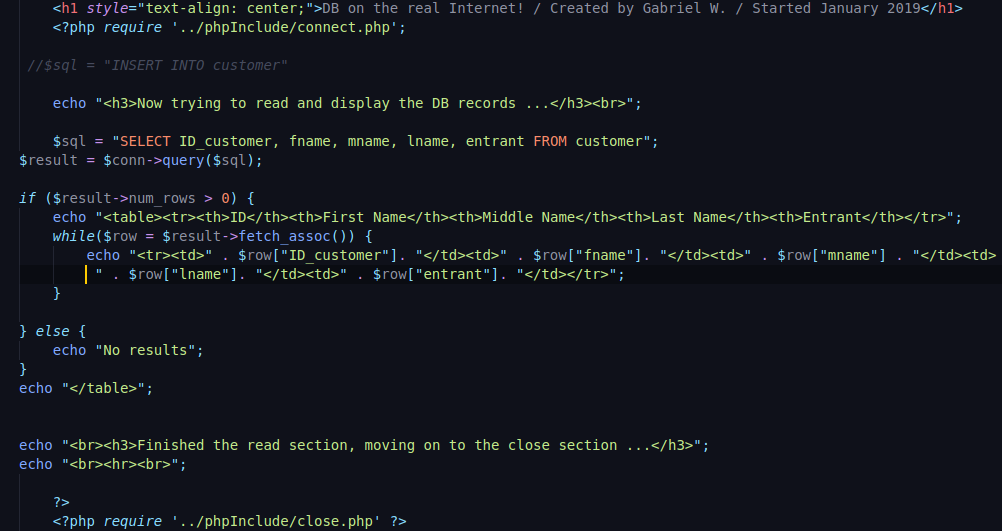 <h1 style="text-align: center;">DB on the real Internet! / Created by Gabriel W. / Started January 2019</h1>
<?php require '../phpInclude/connect.php';
//$sql = "INSERT INTO customer"
echo "<h3>Now trying to read and display the DB records ...</h3><br>";
$sql = "SELECT ID_customer, fname, mname, lname, entrant FROM customer";
$result = $conn->query($sql);
if ($result->num_rows > 0) {
echo "<table><tr><th>ID</th><th>First Name</th><th>Middle Name</th><th>Last Name</th><th>Entrant</th></tr>";
while($row = $result->fetch_assoc()) {
echo "<tr><td>" . $row["ID_customer"]. "</td><td>" . $row["fname"]. "</td><td>" . $row["mname"] . "</td><td>
" . $row["lname"]. "</td><td>" . $row["entrant"]. "</td></tr>";
}
} else {
echo "No results";
}
echo "</table>";
echo "<br><h3>Finished the read section, moving on to the close section ...</h3>";
echo "<br><hr><br>";
?>
<?php require '../phpInclude/close.php' ?>